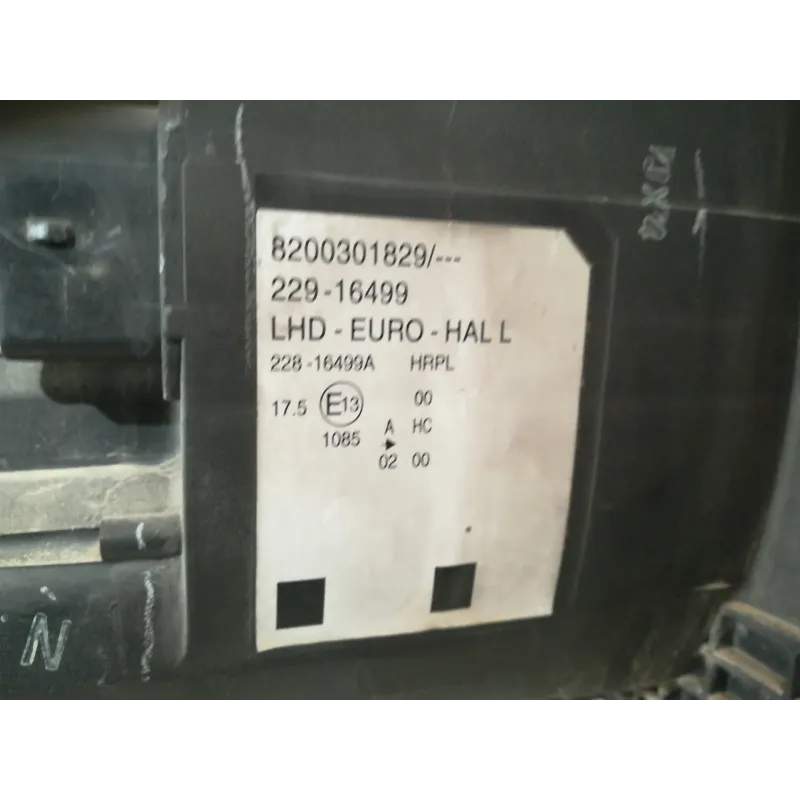 8200301829/---
229-16499
LHD - EURO - HAL L
228-16499A HRPL
17.5 E13 00
1085 A HC
02 00
N